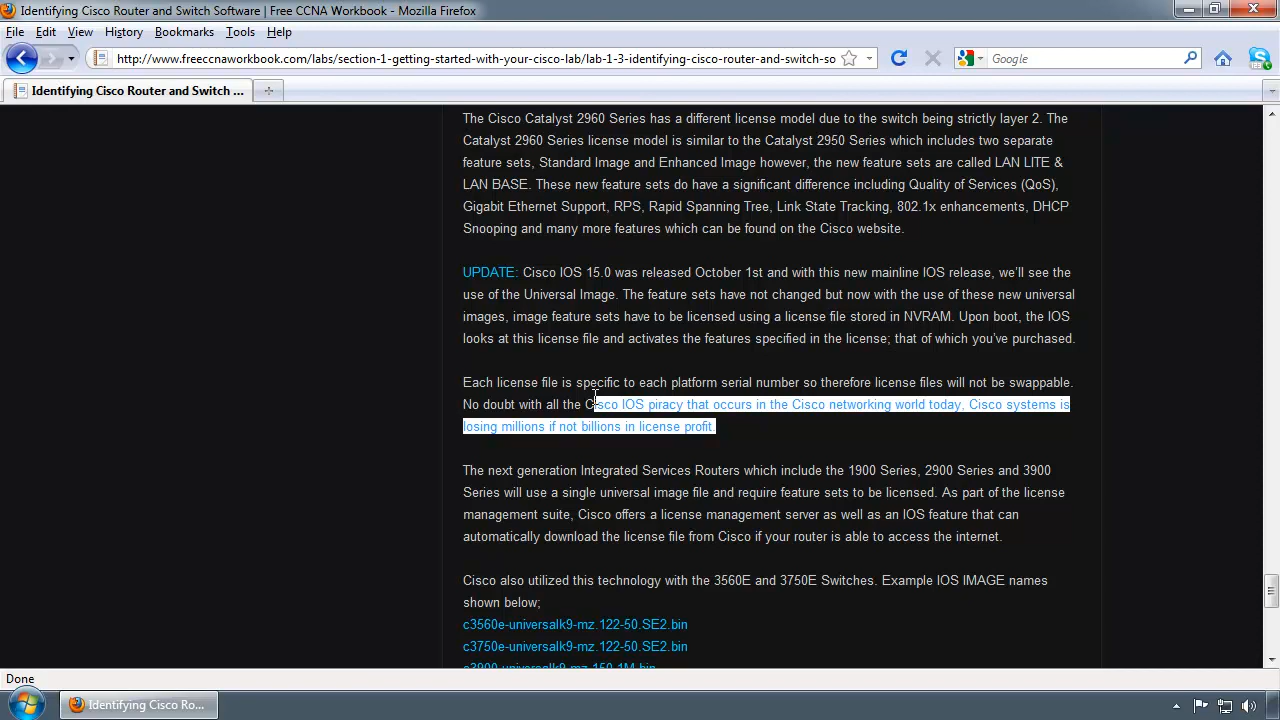 Identifying Cisco Router and Switch Software | Free CCNA Workbook - Mozilla Firefox
File Edit View History Bookmarks Tools Help
http://www.freeccnaworkbook.com/labs/section-1-getting-started-with-your-cisco-lab/lab-1-3-identifying-cisco-router-and-switch-so
Google
Identifying Cisco Router and Switch ...
The Cisco Catalyst 2960 Series has a different license model due to the switch being strictly layer 2. The
Catalyst 2960 Series license model is similar to the Catalyst 2950 Series which includes two separate
feature sets, Standard Image and Enhanced Image however, the new feature sets are called LAN LITE &
LAN BASE. These new feature sets do have a significant difference including Quality of Services (QoS),
Gigabit Ethernet Support, RPS, Rapid Spanning Tree, Link State Tracking, 802.1x enhancements, DHCP
Snooping and many more features which can be found on the Cisco website.
UPDATE: Cisco IOS 15.0 was released October 1st and with this new mainline IOS release, we'll see the
use of the Universal Image. The feature sets have not changed but now with the use of these new universal
images, image feature sets have to be licensed using a license file stored in NVRAM. Upon boot, the IOS
looks at this license file and activates the features specified in the license; that of which you've purchased.
Each license file is specific to each platform serial number so therefore license files will not be swappable.
No doubt with all the Cisco IOS piracy that occurs in the Cisco networking world today, Cisco systems is
losing millions if not billions in license profit.
The next generation Integrated Services Routers which include the 1900 Series, 2900 Series and 3900
Series will use a single universal image file and require feature sets to be licensed. As part of the license
management suite, Cisco offers a license management server as well as an IOS feature that can
automatically download the license file from Cisco if your router is able to access the internet.
Cisco also utilized this technology with the 3560E and 3750E Switches. Example IOS IMAGE names
shown below;
c3560e-universalk9-mz.122-50.SE2.bin
c3750e-universalk9-mz.122-50.SE2.bin
c3900-universalk9-mz.150-1M.bin
Done
Identifying Cisco Ro...